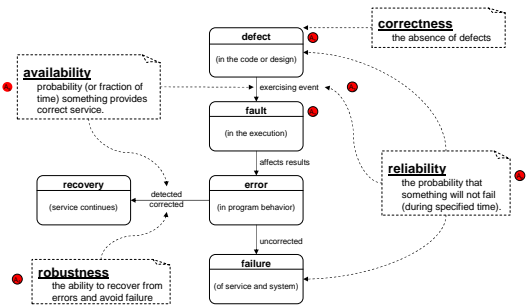 correctness
the absence of defects
defect
(in the code or design)
availability
probability (or fraction of
time) something provides
correct service.
exercising event
fault
(in the execution)
affects results
reliability
the probability that
something will not fail
(during specified time).
recovery
(service continues)
detected
corrected
error
(in program behavior)
uncorrected
robustness
the ability to recover from
errors and avoid failure
failure
(of service and system)